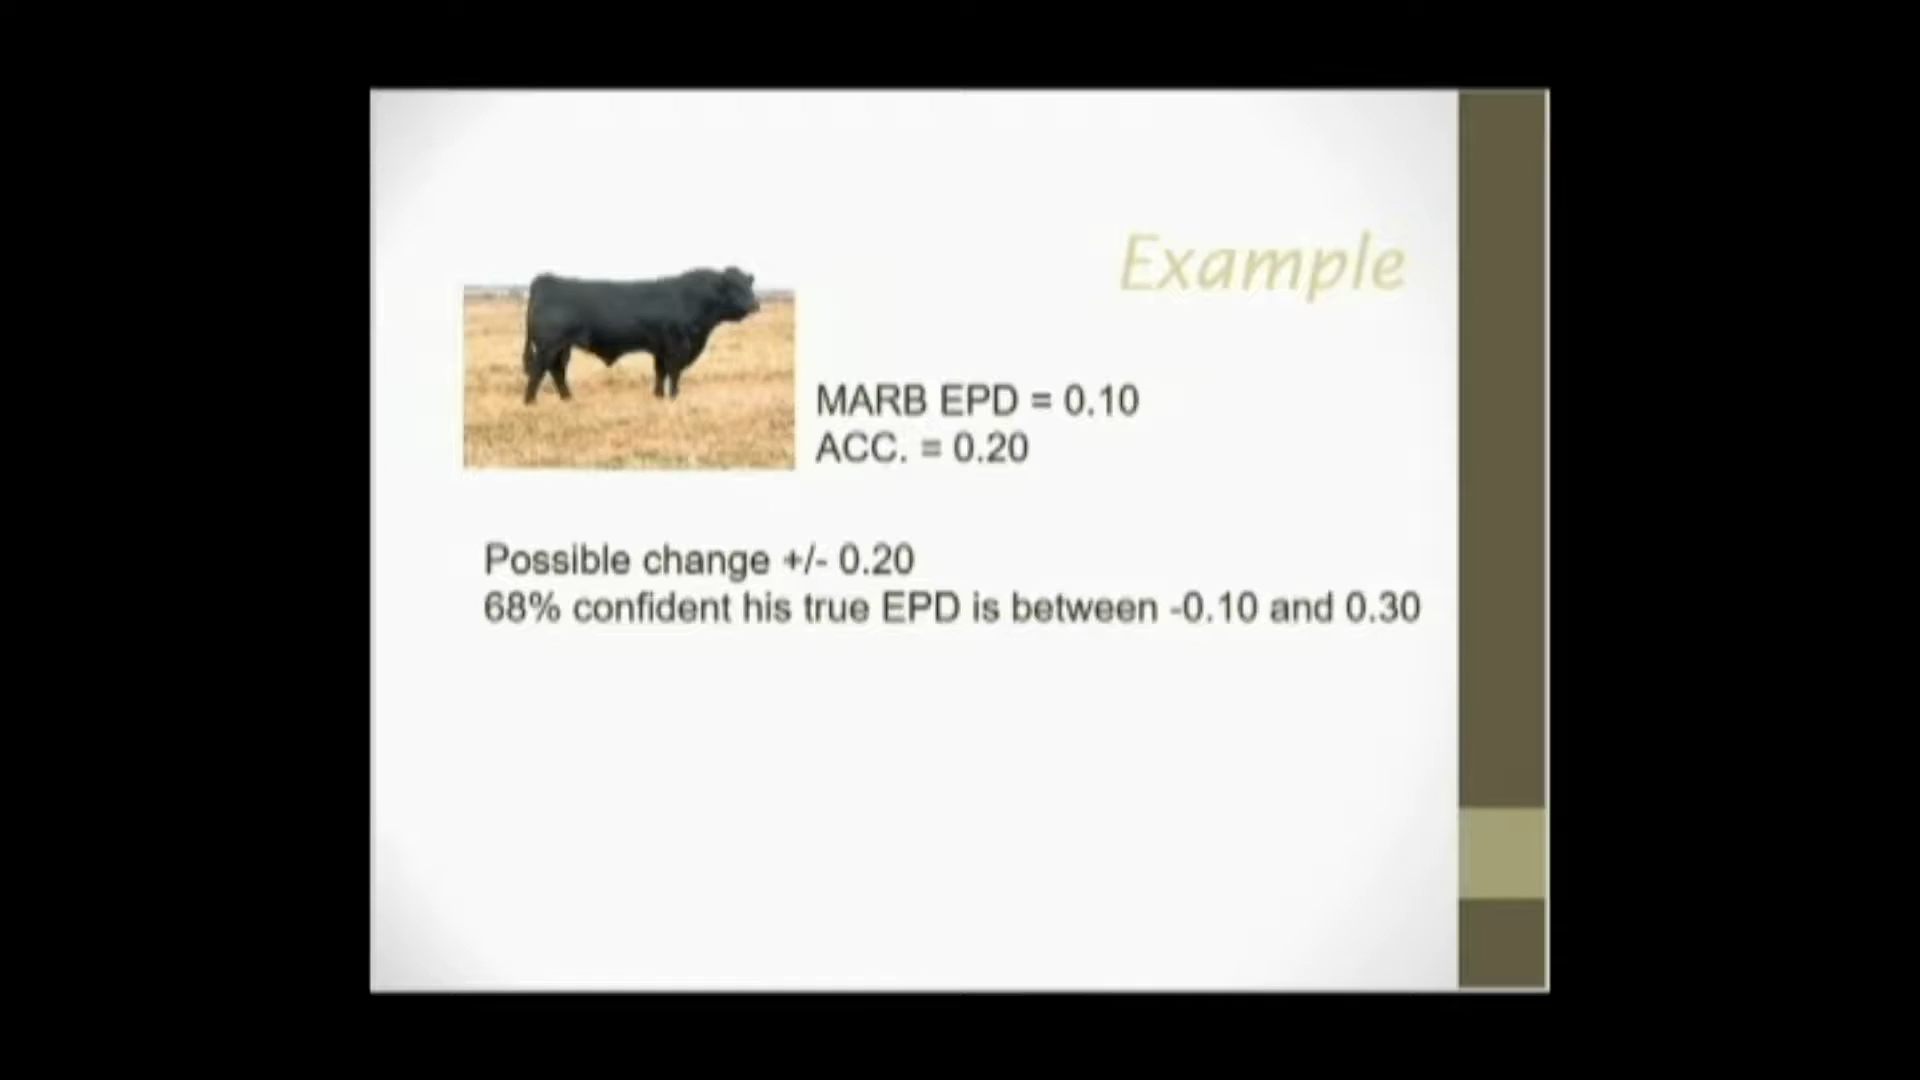 Example
MARB EPD = 0.10
ACC. = 0.20
Possible change +/- 0.20
68% confident his true EPD is between -0.10 and 0.30